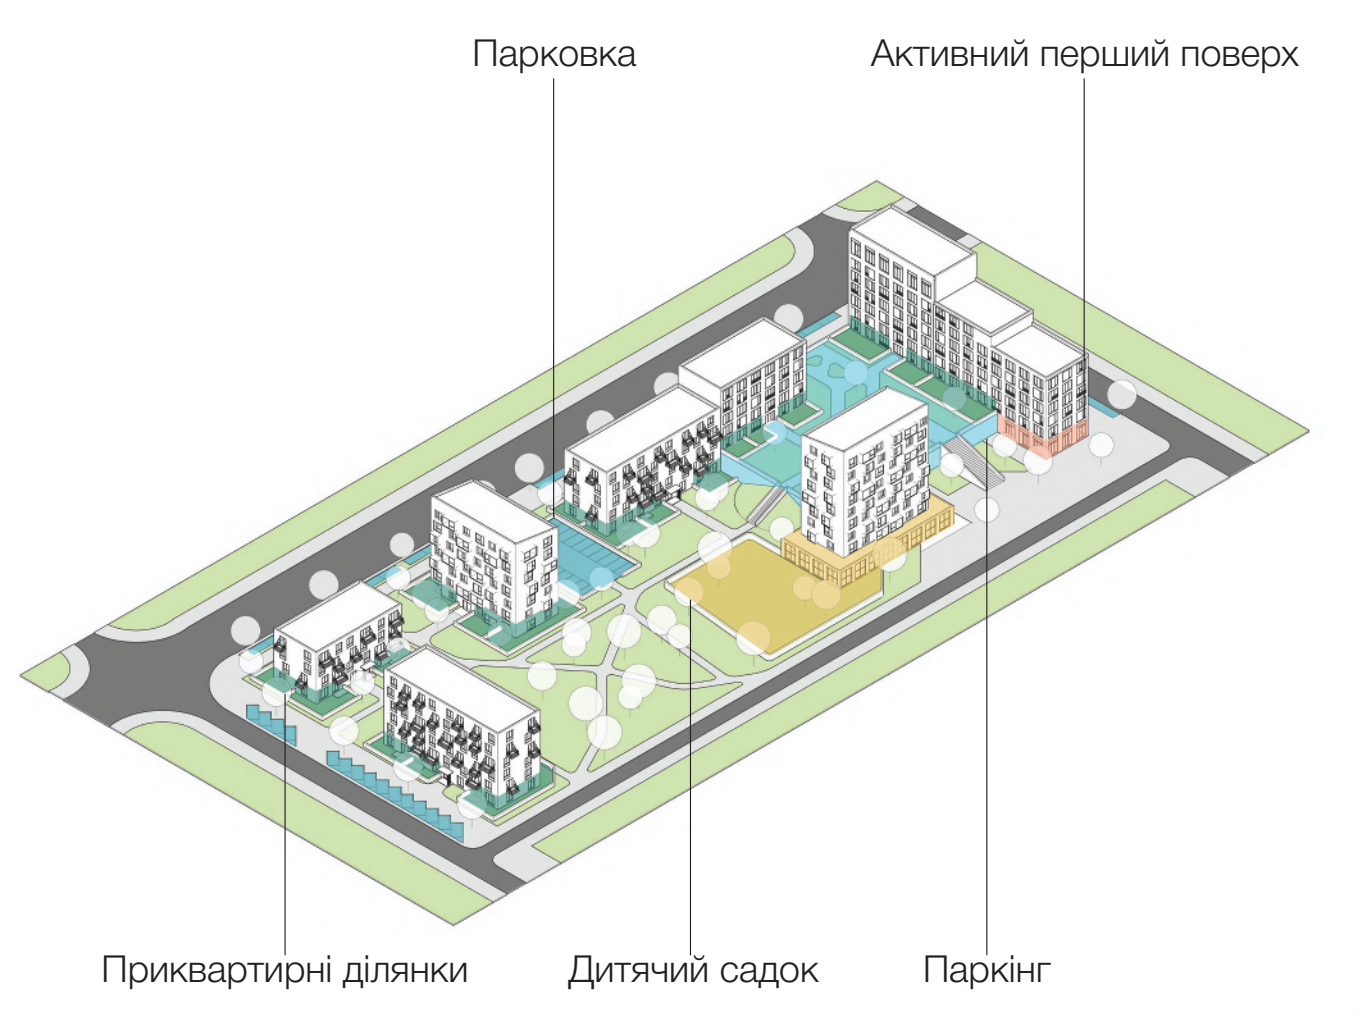 Парковка
Активний перший поверх
Приквартирні ділянки
Дитячий садок
Паркінг